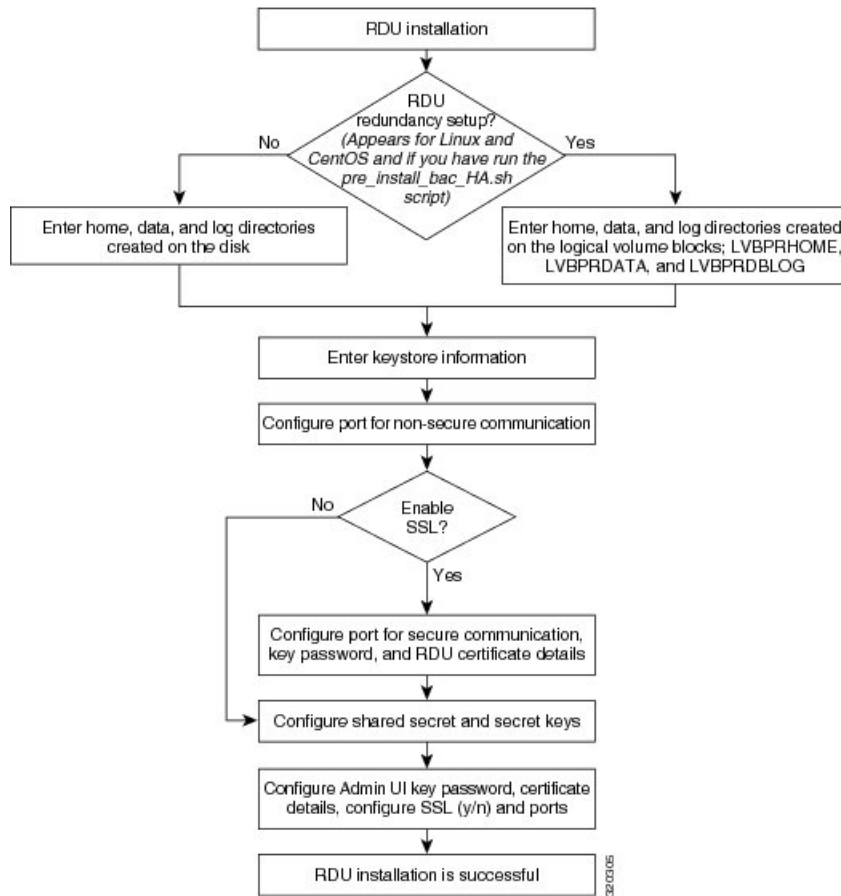 RDU installation
RDU
redundancy setup?
(Appears for Linux and
CentOS and if you have run the
pre_install_bac_HA.sh
script)
No
Yes
Enter home, data, and log directories
created on the disk
Enter home, data, and log directories created
on the logical volume blocks; LVBPRHOME,
LVBPRDATA, and LVBPRDBLOG
Enter keystore information
Configure port for non-secure communication
No
Enable
SSL?
Yes
Configure port for secure communication,
key password, and RDU certificate details
Configure shared secret and secret keys
Configure Admin UI key password, certificate
details, configure SSL (y/n) and ports
RDU installation is successful
320305